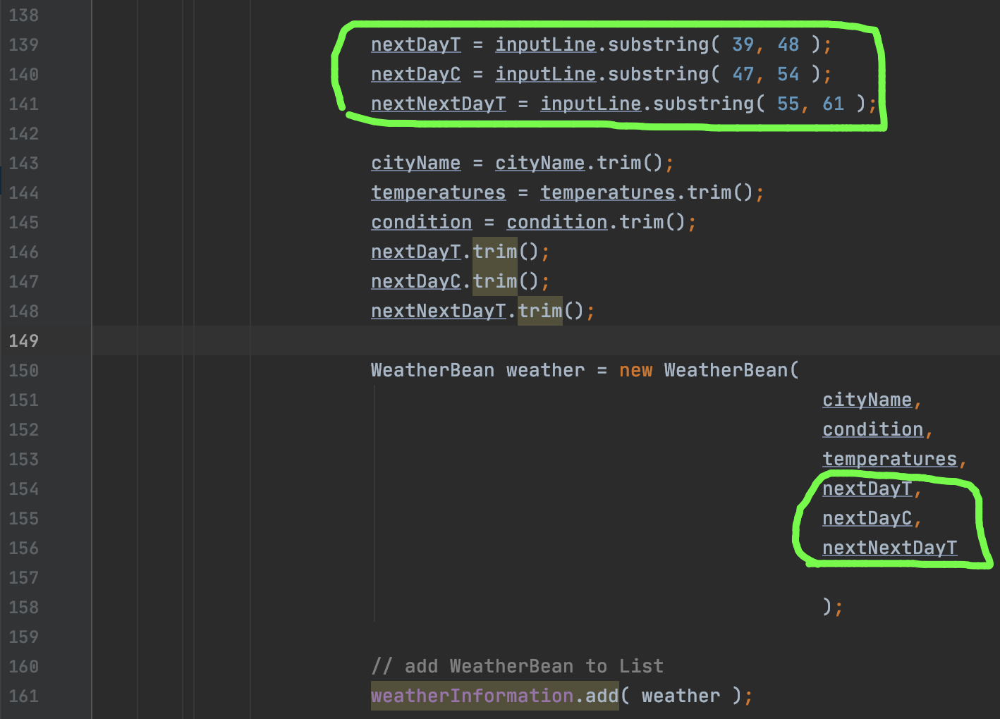 138
139 nextDayT = inputLine.substring( 39, 48 );
140 nextDayC = inputLine.substring( 47, 54 );
141 nextNextDayT = inputLine.substring( 55, 61 );
142
143 cityName = cityName.trim();
144 temperatures = temperatures.trim();
145 condition = condition.trim();
146 nextDayT.trim();
147 nextDayC.trim();
148 nextNextDayT.trim();
149
150 WeatherBean weather = new WeatherBean(
151 cityName,
152 condition,
153 temperatures,
154 nextDayT,
155 nextDayC,
156 nextNextDayT
157
158 );
159
160 // add WeatherBean to List
161 weatherInformation.add( weather );